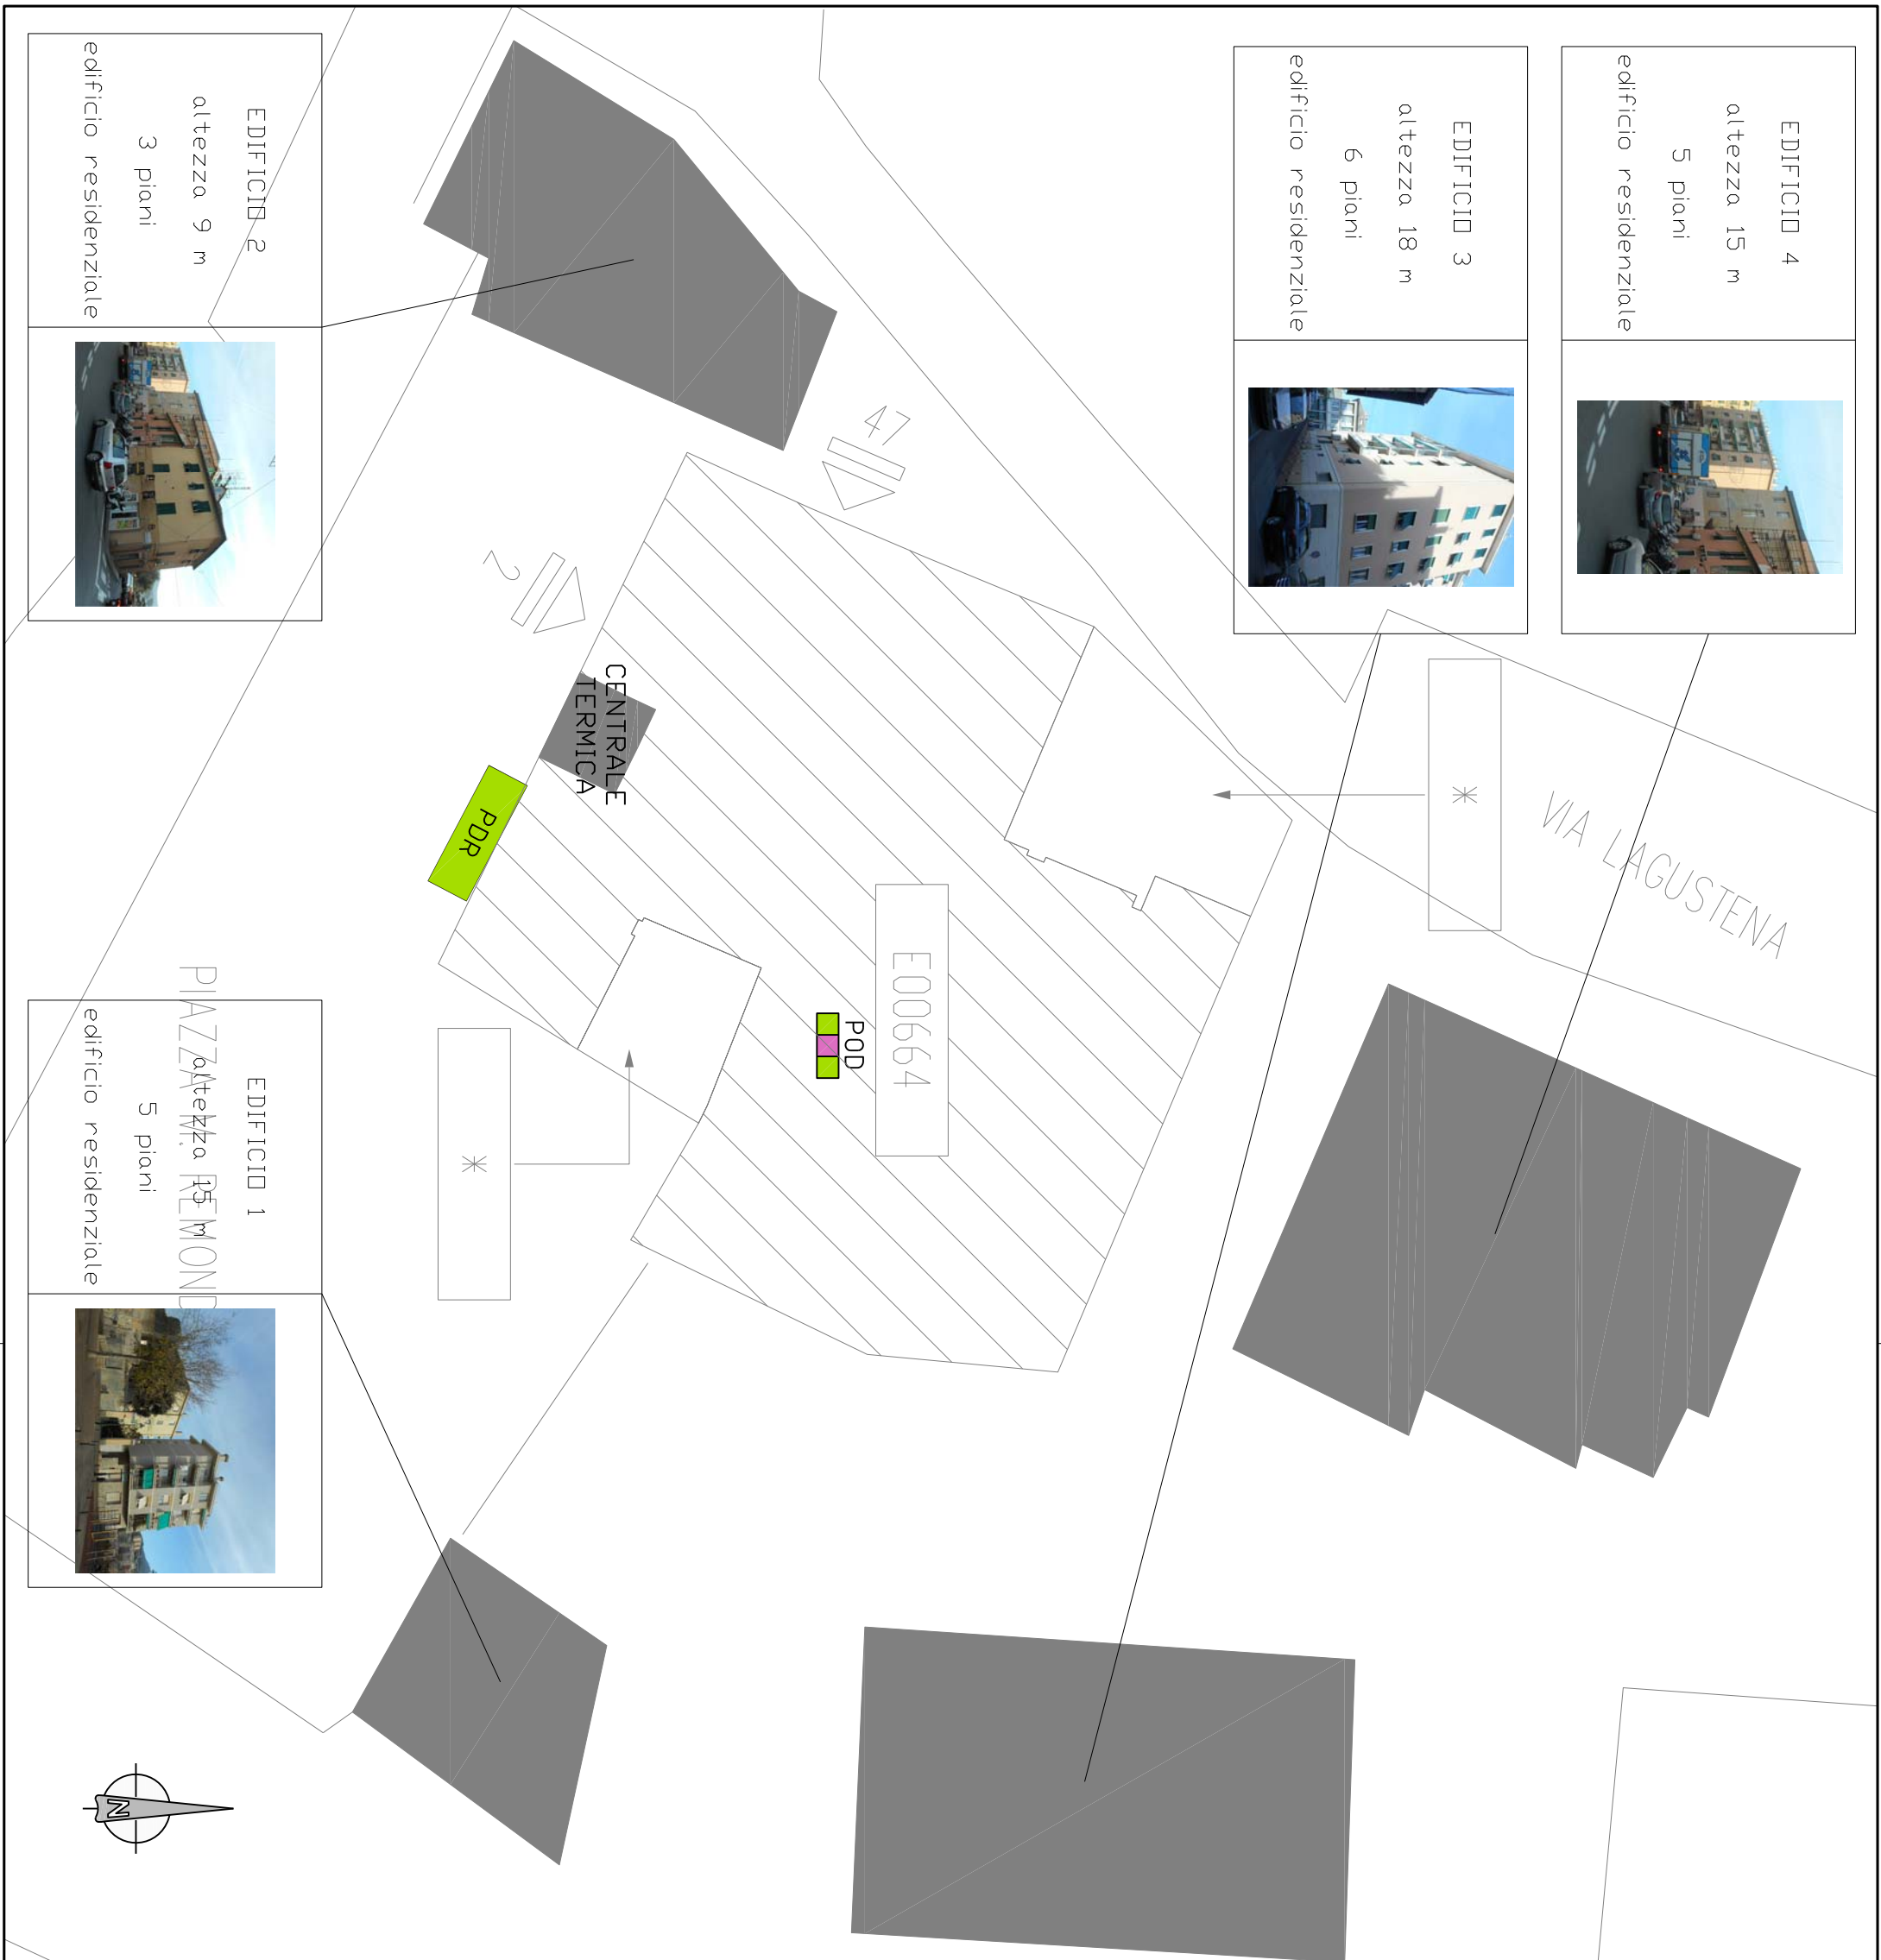 EDIFICIO 4
altezza 15 m
5 piani
edificio residenziale
EDIFICIO 3
altezza 18 m
6 piani
edificio residenziale
EDIFICIO 2
altezza 9 m
3 piani
edificio residenziale
EDIFICIO 1
altezza 15 m
5 piani
edificio residenziale
VIA LAGUSTENA
*
47
E00664
POD
CENTRALE
TERMICA
2
PDR
*
PIAZZA M. REMOND
N